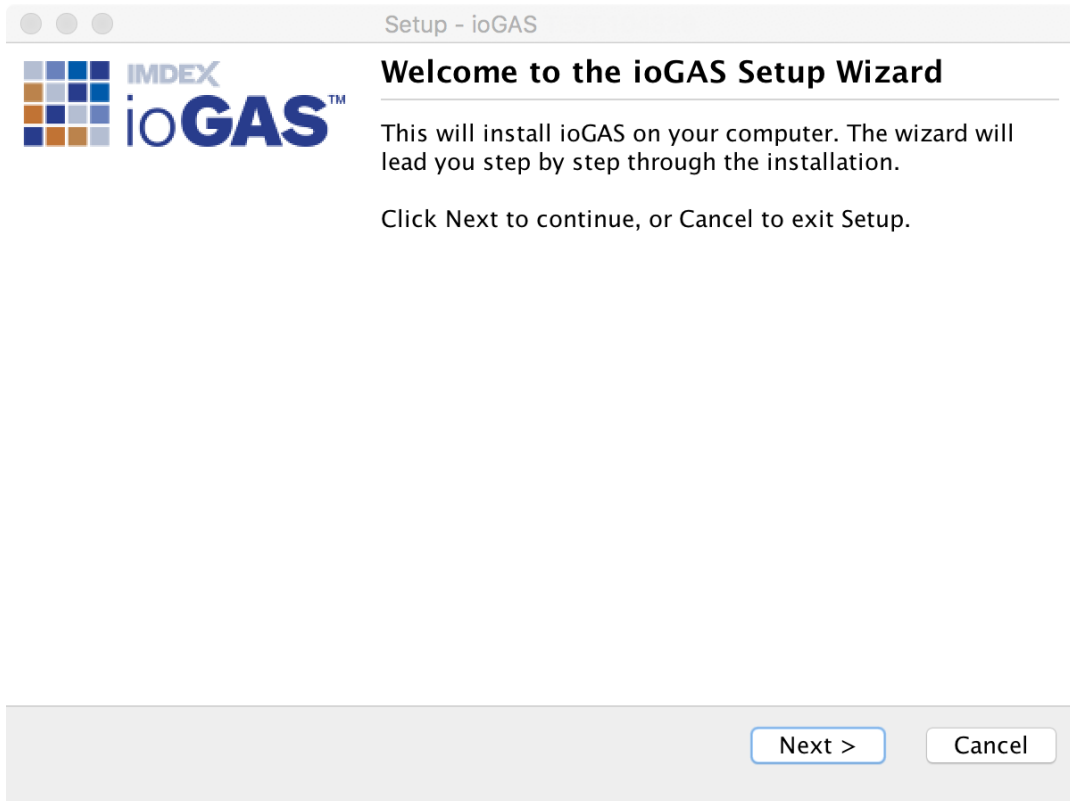 Setup - ioGAS
IMDEX
ioGAS™
Welcome to the ioGAS Setup Wizard
This will install ioGAS on your computer. The wizard will
lead you step by step through the installation.
Click Next to continue, or Cancel to exit Setup.
Next >
Cancel